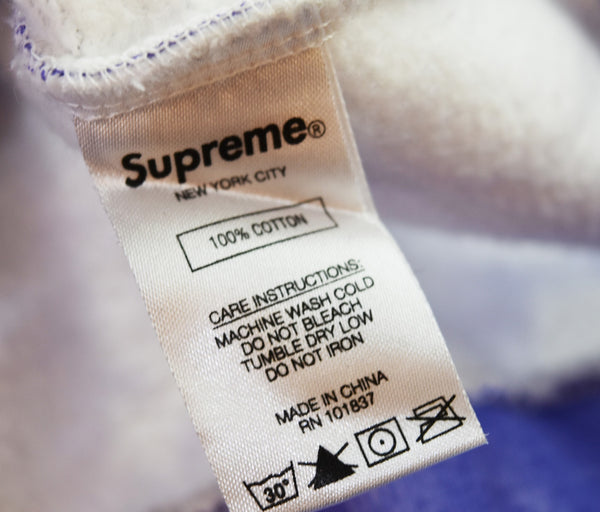 Supreme®
NEW YORK CITY
100% COTTON
CARE INSTRUCTIONS:
MACHINE WASH COLD
DO NOT BLEACH
TUMBLE DRY LOW
DO NOT IRON
MADE IN CHINA
RN 101837
30°